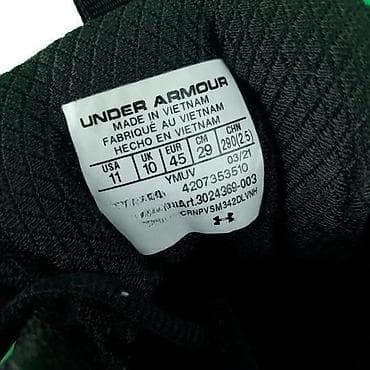 UNDER ARMOUR
MADE IN VIETNAM
FABRIQUÉ AU VIETNAM
HECHO EN VIETNAM
USA UK EUR CM CHN
11 10 45 29 290(2.5)
YMUV 03/21
4207353510
Art.3024369-003
CRNPVSM342DLVNH